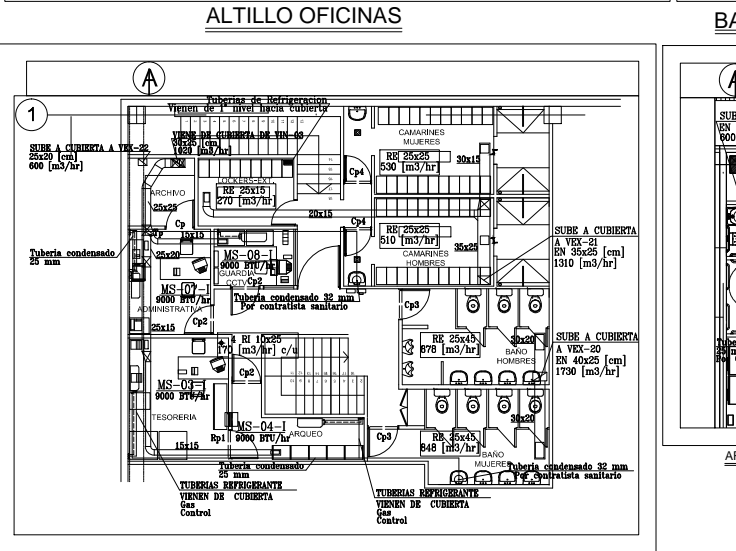 ALTILLO OFICINAS
BA
A
1
Tuberias de Refrigeracion
Vienen de 1° nivel hacia cubierta
SUBE A CUBIERTA A VEX-22
25x20 [cm]
600 [m3/hr]
VIENE DE CUBIERTA DE VIN-03
30x25 [cm]
1020 [m3/hr]
CAMARINES
MUJERES
RE 25x25
530 [m3/hr]
30x15
Cp4
LOCKERS-EXT.
RE 25x15
270 [m3/hr]
ARCHIVO
25x25
Cp
20x15
Cp4
RE 25x25
510 [m3/hr]
35x25
CAMARINES
HOMBRES
SUBE A CUBIERTA
A VEX-21
EN 35x25 [cm]
1310 [m3/hr]
Tuberia condensado
25 mm
15x15
25x20
MS-08-I
9000 BTU/hr
GUARDIA
CCTV
Cp2
MS-07-I
9000 BTU/hr
ADMINISTRATIVA
Tuberia condensado 32 mm
Por contratista sanitario
Cp3
25x15
Cp2
4 RI 10x25
170 [m3/hr] c/u
RE 25x45
878 [m3/hr]
30x20
BAÑO
HOMBRES
SUBE A CUBIERTA
A VEX-20
EN 40x25 [cm]
1730 [m3/hr]
Cp2
MS-03-I
9000 BTU/hr
TESORERIA
MS-04-I
9000 BTU/hr
ARQUEO
Rp1
15x15
Cp3
30x20
RE 25x45
848 [m3/hr]
BAÑO
MUJERES
Tuberia condensado
25 mm
Tuberia condensado 32 mm
Por contratista sanitario
TUBERIAS REFRIGERANTE
VIENEN DE CUBIERTA
Gas
Control
TUBERIAS REFRIGERANTE
VIENEN DE CUBIERTA
Gas
Control
A
SUBE
EN
600